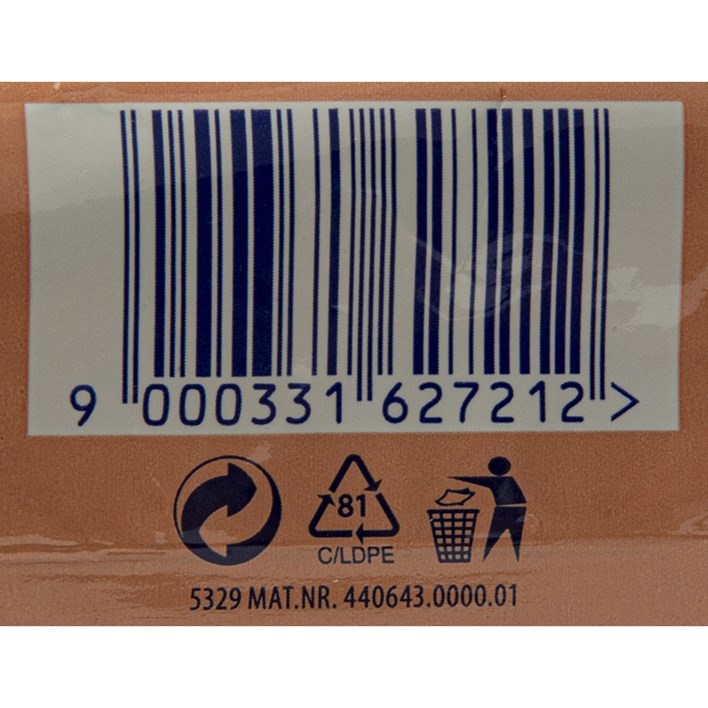 9 000331 627212 >
81
C/LDPE
5329 MAT.NR. 440643.0000.01